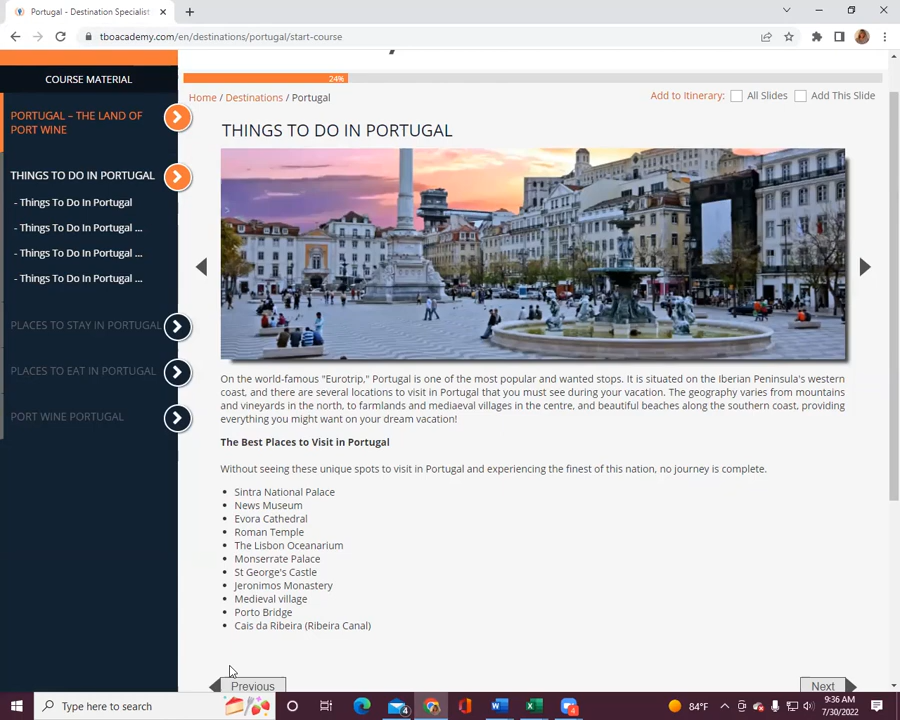 Portugal - Destination Specialist
tboacademy.com/en/destinations/portugal/start-course
COURSE MATERIAL
PORTUGAL – THE LAND OF
PORT WINE
THINGS TO DO IN PORTUGAL
- Things To Do In Portugal
- Things To Do In Portugal ...
- Things To Do In Portugal ...
- Things To Do In Portugal ...
PLACES TO STAY IN PORTUGAL
PLACES TO EAT IN PORTUGAL
PORT WINE PORTUGAL
24%
Home / Destinations / Portugal
Add to Itinerary: All Slides Add This Slide
THINGS TO DO IN PORTUGAL
On the world-famous "Eurotrip," Portugal is one of the most popular and wanted stops. It is situated on the Iberian Peninsula's western
coast, and there are several locations to visit in Portugal that you must see during your vacation. The geography varies from mountains
and vineyards in the north, to farmlands and mediaeval villages in the centre, and beautiful beaches along the southern coast, providing
everything you might want on your dream vacation!
The Best Places to Visit in Portugal
Without seeing these unique spots to visit in Portugal and experiencing the finest of this nation, no journey is complete.
• Sintra National Palace
• News Museum
• Evora Cathedral
• Roman Temple
• The Lisbon Oceanarium
• Monserrate Palace
• St George's Castle
• Jeronimos Monastery
• Medieval village
• Porto Bridge
• Cais da Ribeira (Ribeira Canal)
Previous
Next
Type here to search
4
4
84°F
9:36 AM
7/30/2022